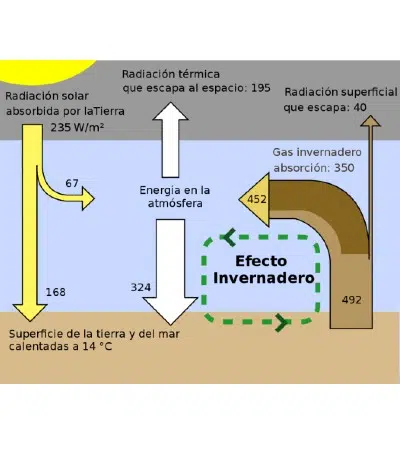 Radiación térmica
que escapa al espacio: 195
Radiación solar
absorbida por laTierra
235 W/m²
Radiación superficial
que escapa: 40
Gas invernadero
absorción: 350
67
Energia en la
atmósfera
452
Efecto
Invernadero
168
324
492
Superficie de la tierra y del mar
calentadas a 14 °C